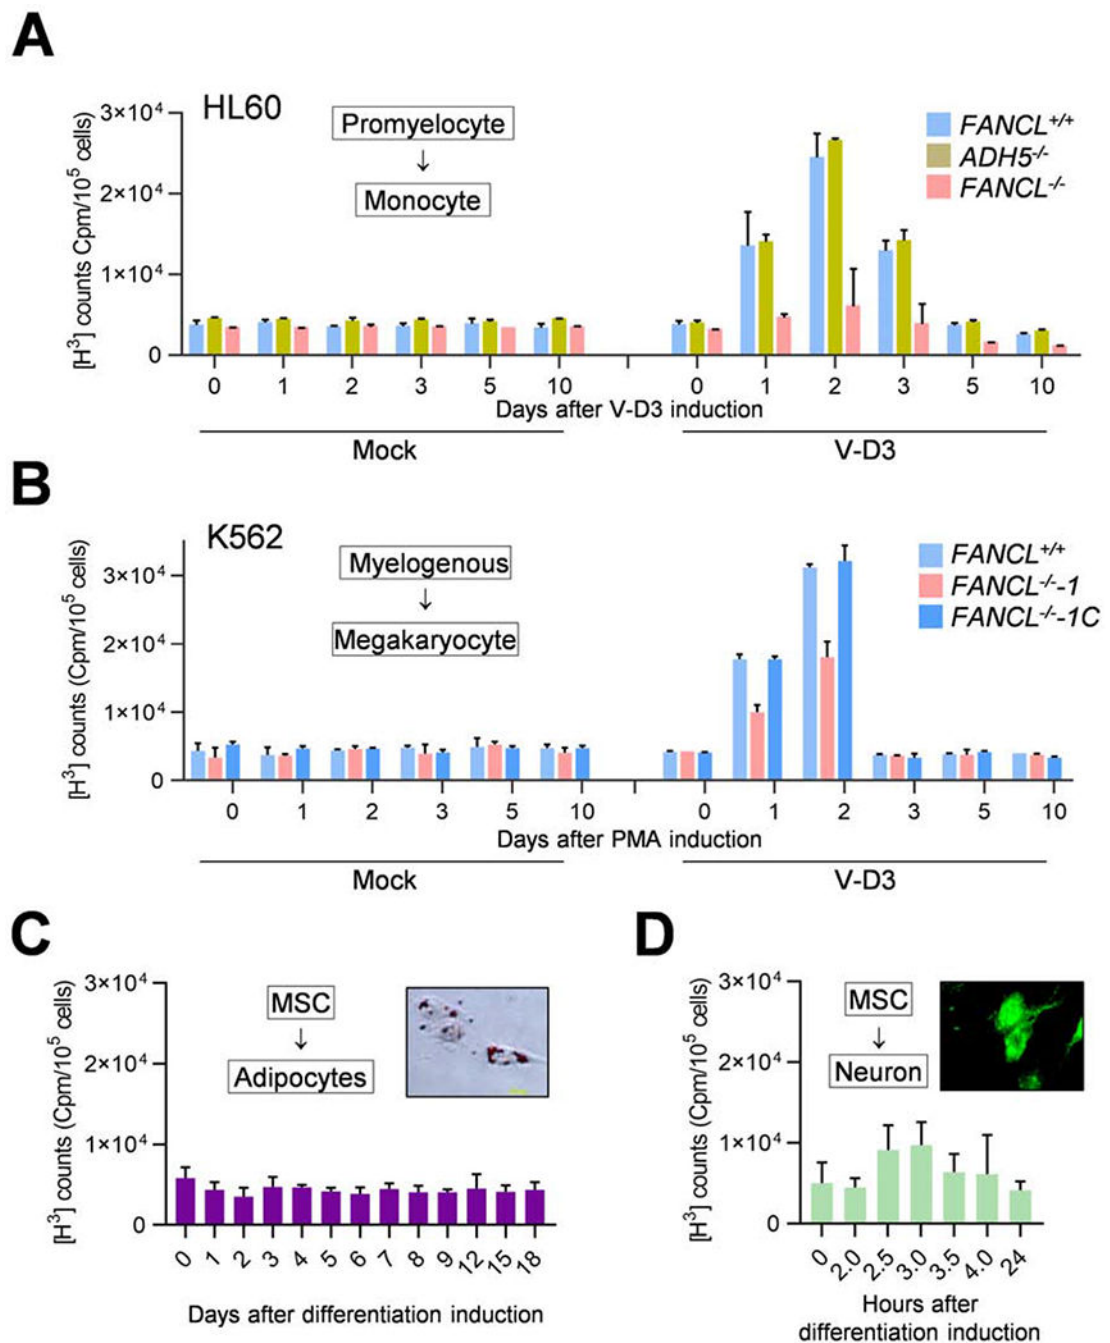 A
HL60
[H³] counts Cpm/10⁵ cells)
3×10⁴
2×10⁴
1×10⁴
0
Promyelocyte
↓
Monocyte
FANCL⁺/⁺
ADH5⁻/⁻
FANCL⁻/⁻
0 1 2 3 5 10 0 1 2 3 5 10
Days after V-D3 induction
Mock V-D3
B
K562
[H³] counts (Cpm/10⁵ cells)
3×10⁴
2×10⁴
1×10⁴
0
Myelogenous
↓
Megakaryocyte
FANCL⁺/⁺
FANCL⁻/⁻-1
FANCL⁻/⁻-1C
0 1 2 3 5 10 0 1 2 3 5 10
Days after PMA induction
Mock V-D3
C
[H³] counts (Cpm/10⁵ cells)
3×10⁴
2×10⁴
1×10⁴
0
MSC
↓
Adipocytes
0 1 2 3 4 5 6 7 8 9 12 15 18
Days after differentiation induction
D
[H³] counts (Cpm/10⁵ cells)
3×10⁴
2×10⁴
1×10⁴
0
MSC
↓
Neuron
0 2.0 2.5 3.0 3.5 4.0 24
Hours after
differentiation induction